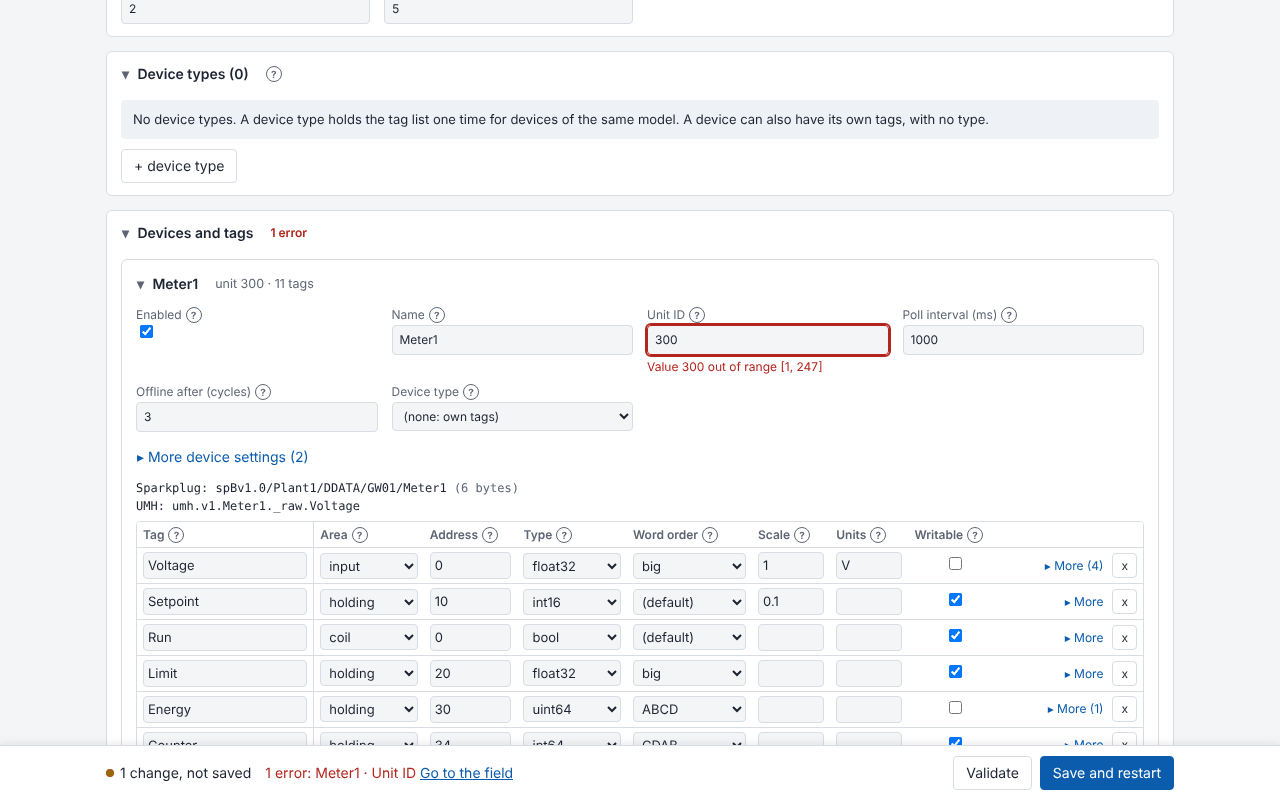 2 5
▼ Device types (0) ?
No device types. A device type holds the tag list one time for devices of the same model. A device can also have its own tags, with no type.
+ device type
▼ Devices and tags 1 error
▼ Meter1 unit 300 · 11 tags
Enabled ? Name ? Unit ID ? Poll interval (ms) ?
Meter1 300 1000
Value 300 out of range [1, 247]
Offline after (cycles) ? Device type ?
3 (none: own tags)
▸ More device settings (2)
Sparkplug: spBv1.0/Plant1/DDATA/GW01/Meter1 (6 bytes)
UMH: umh.v1.Meter1._raw.Voltage
Tag ? Area ? Address ? Type ? Word order ? Scale ? Units ? Writable ?
Voltage input 0 float32 big 1 V ▸ More (4) x
Setpoint holding 10 int16 (default) 0.1 ▸ More x
Run coil 0 bool (default) ▸ More x
Limit holding 20 float32 big ▸ More x
Energy holding 30 uint64 ABCD ▸ More (1) x
Counter holding 34 int64 CDAB ▸ More x
1 change, not saved 1 error: Meter1 · Unit ID Go to the field Validate Save and restart